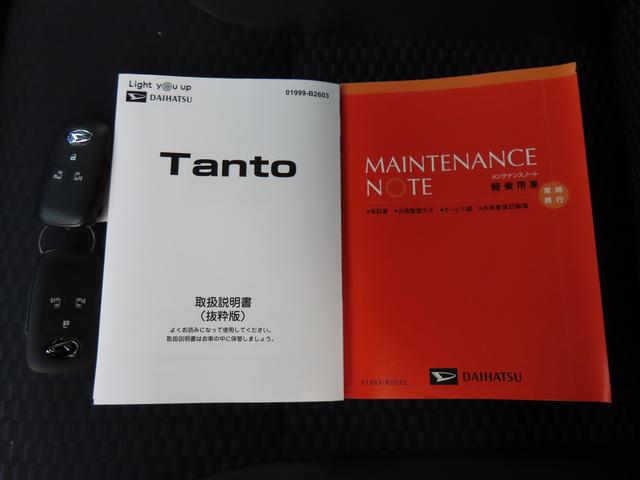 Light you up
DAIHATSU
01999-B2603
Tanto
取扱説明書
（抜粋版）
よくお読みになって使用してください。
取扱説明書はお車の中に保管しましょう。
MAINTENANCE
NOTE
メンテナンスノート
軽乗用車
常時
携行
•保証書 •点検整備方式 •サービス網 •点検整備記録簿
01999-B2032
DAIHATSU